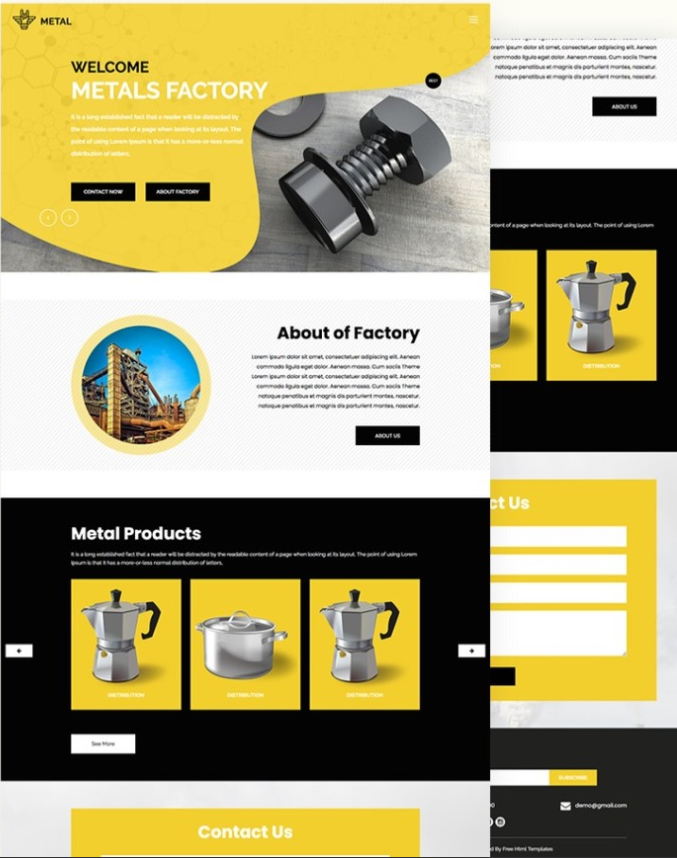 METAL
WELCOME
METALS FACTORY
It is a long established fact that a reader will be distracted by
the readable content of a page when looking at its layout. The
point of using Lorem Ipsum is that it has a more-or-less normal
distribution of letters.
CONTACT NOW
ABOUT FACTORY
About of Factory
Lorem ipsum dolor sit amet, consectetuer adipiscing elit. Aenean
commodo ligula eget dolor. Aenean massa. Cum sociis Theme
Lorem ipsum dolor sit amet, consectetuer adipiscing elit. Aenean
commodo ligula eget dolor. Aenean massa. Cum sociis Theme
natoque penatibus et magnis dis parturient montes, nascetur.
natoque penatibus et magnis dis parturient montes, nascetur.
ABOUT US
Metal Products
It is a long established fact that a reader will be distracted by the readable content of a page when looking at its layout. The point of using Lorem
Ipsum is that it has a more-or-less normal distribution of letters.
DISTRIBUTION
DISTRIBUTION
DISTRIBUTION
See More
Contact Us
orem ipsum dolor sit amet, consectetuer adipiscing elit. Aenean
commodo ligula eget dolor. Aenean massa. Cum sociis Theme
natoque penatibus et magnis dis parturient montes, nascetur.
natoque penatibus et magnis dis parturient montes, nascetur.
ABOUT US
ontent of a page when looking at its layout. The point of using Lorem
ION
DISTRIBUTION
ct Us
SUBSCRIBE
demo@gmail.com
d By Free Html Templates